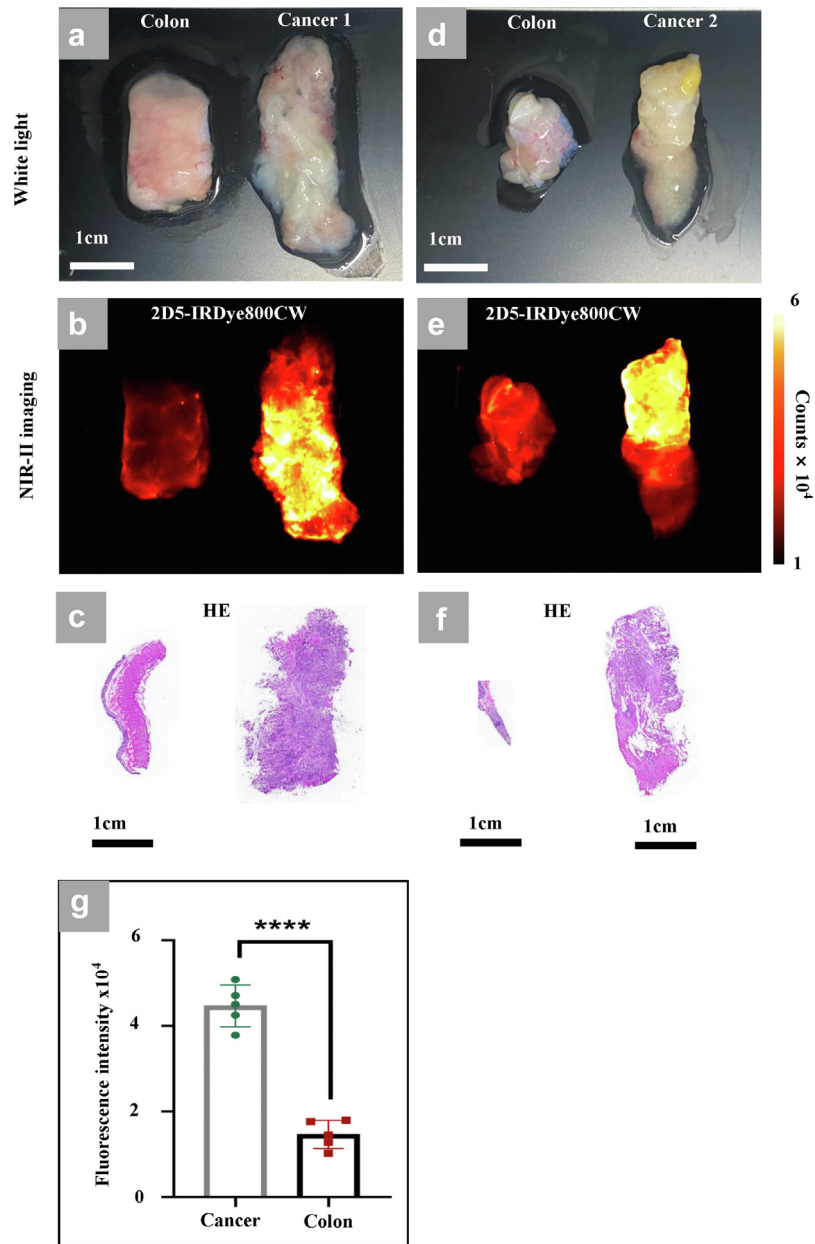 a
Colon
Cancer 1
d
Colon
Cancer 2
White light
1cm
1cm
b
2D5-IRDye800CW
e
2D5-IRDye800CW
NIR-II imaging
6
Counts × 10⁴
1
c
HE
f
HE
1cm
1cm
1cm
g
****
Fluorescence intensity x10⁴
6
4
2
0
Cancer
Colon